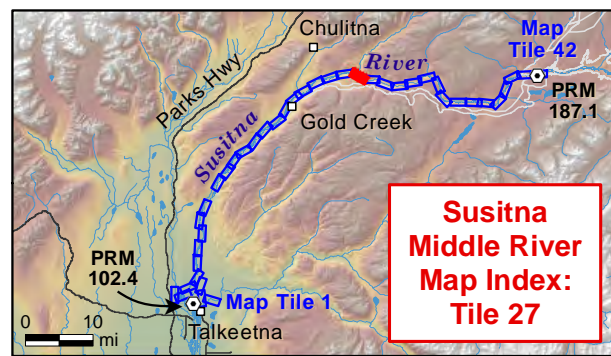 Chulitna
Map
Tile 42
River
Parks Hwy
PRM
187.1
Gold Creek
Susitna
Susitna
Middle River
Map Index:
Tile 27
PRM
102.4
Map Tile 1
Talkeetna
0 10
mi